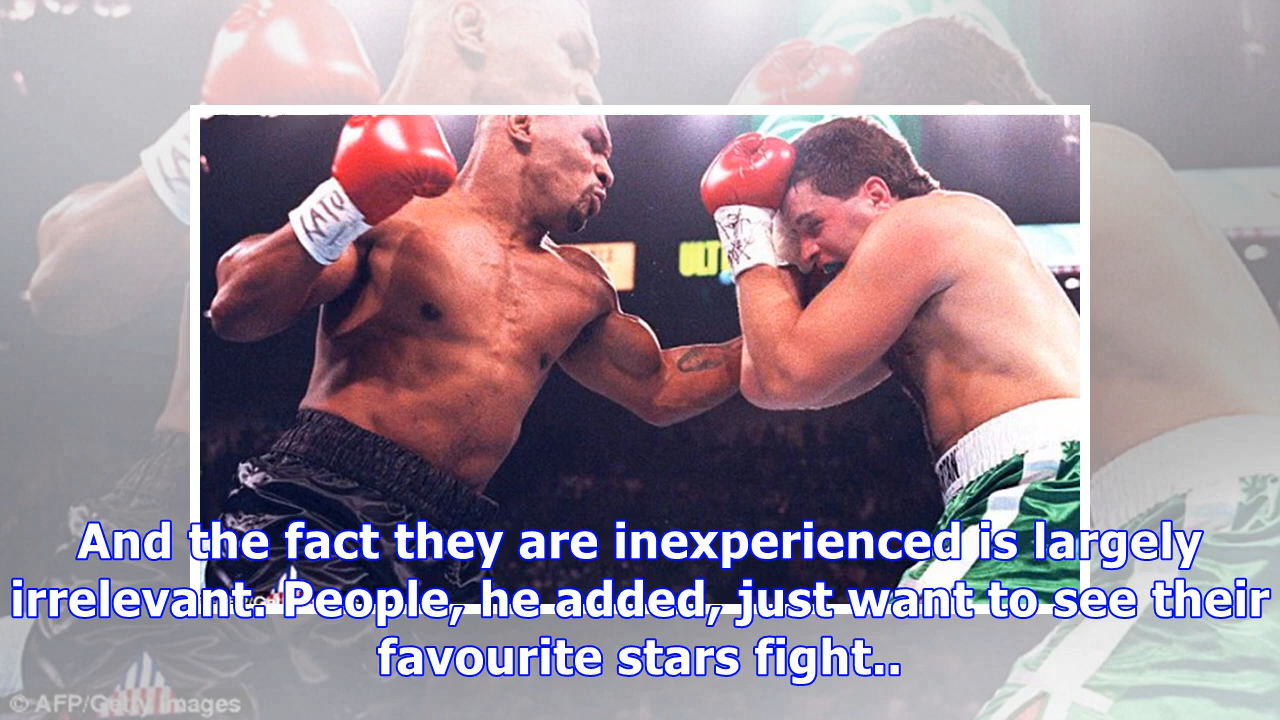 ULT
And the fact they are inexperienced is largely
irrelevant. People, he added, just want to see their
favourite stars fight..
© AFP/Getty Images